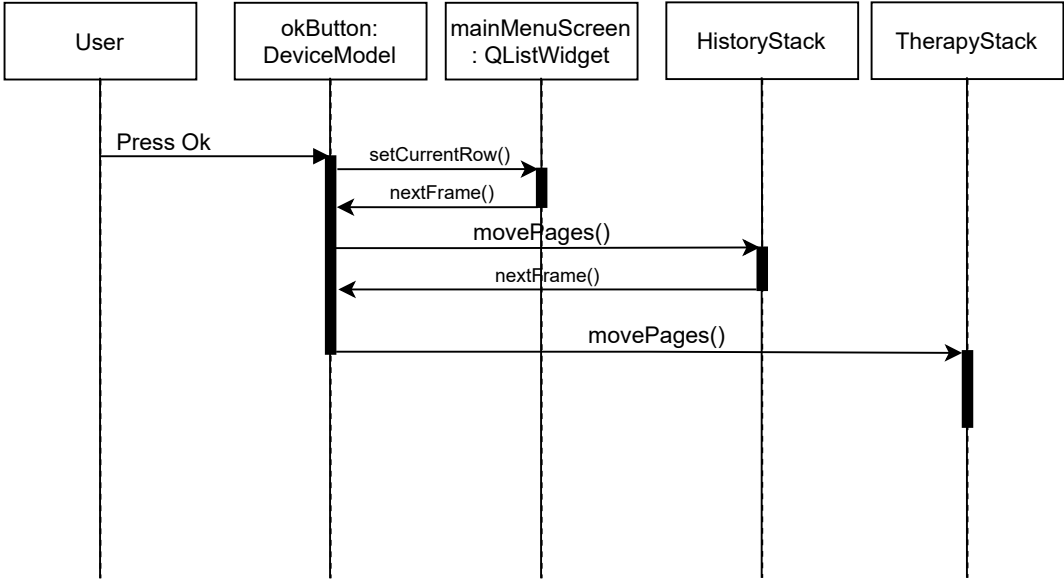 User
okButton:
DeviceModel
mainMenuScreen
: QListWidget
HistoryStack
TherapyStack
Press Ok
setCurrentRow()
nextFrame()
movePages()
nextFrame()
movePages()